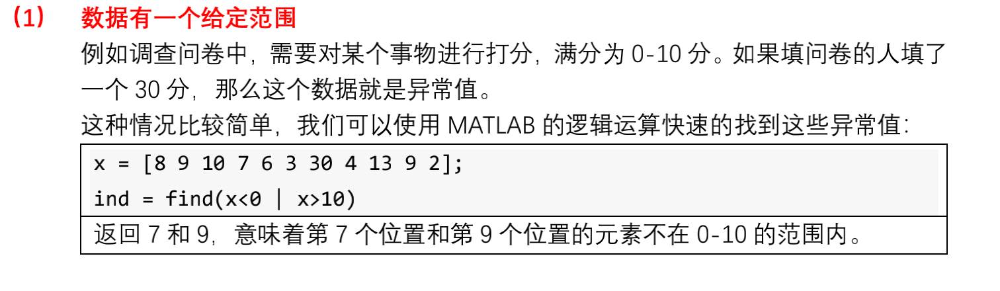 (1) 数据有一个给定范围
例如调查问卷中，需要对某个事物进行打分，满分为 0-10 分。如果填问卷的人填了
一个 30 分，那么这个数据就是异常值。
这种情况比较简单，我们可以使用 MATLAB 的逻辑运算快速的找到这些异常值：
x = [8 9 10 7 6 3 30 4 13 9 2];
ind = find(x<0 | x>10)
返回 7 和 9，意味着第 7 个位置和第 9 个位置的元素不在 0-10 的范围内。